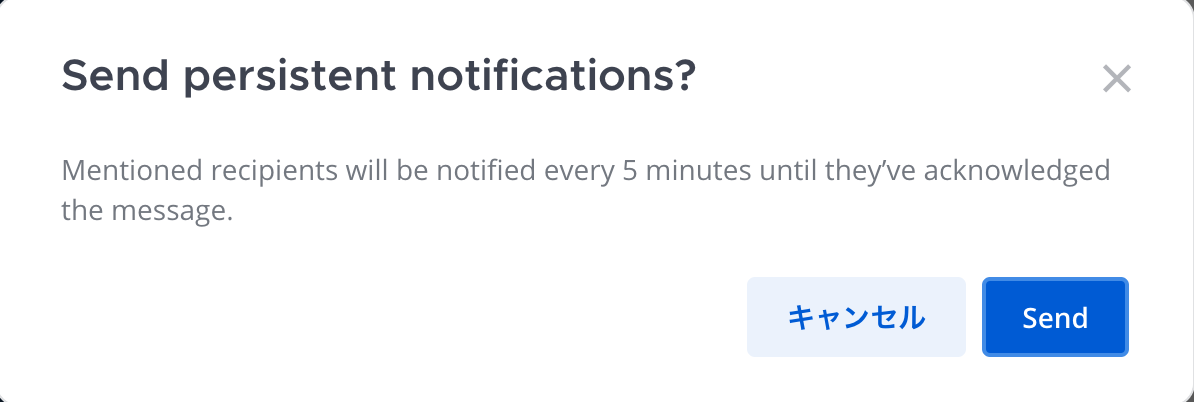 Send persistent notifications?
Mentioned recipients will be notified every 5 minutes until they’ve acknowledged
the message.
キャンセル
Send